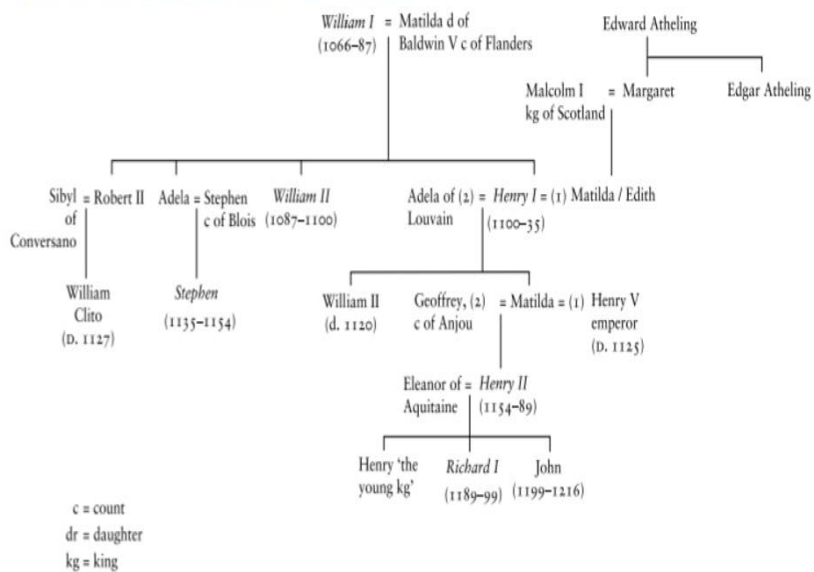 William I = Matilda d of
(1066–87) Baldwin V c of Flanders
Edward Atheling
Malcolm I = Margaret
kg of Scotland
Edgar Atheling
Sibyl = Robert II
of
Conversano
Adela = Stephen
c of Blois
William II
(1087–1100)
Adela of (2) = Henry I = (1) Matilda / Edith
Louvain
(1100–35)
William
Clito
(D. 1127)
Stephen
(1135–1154)
William II
(d. 1120)
Geoffrey, (2) = Matilda = (1) Henry V
c of Anjou
emperor
(D. 1125)
Eleanor of = Henry II
Aquitaine
(1154–89)
Henry ‘the
young kg’
Richard I
(1189–99)
John
(1199–1216)
c = count
dr = daughter
kg = king